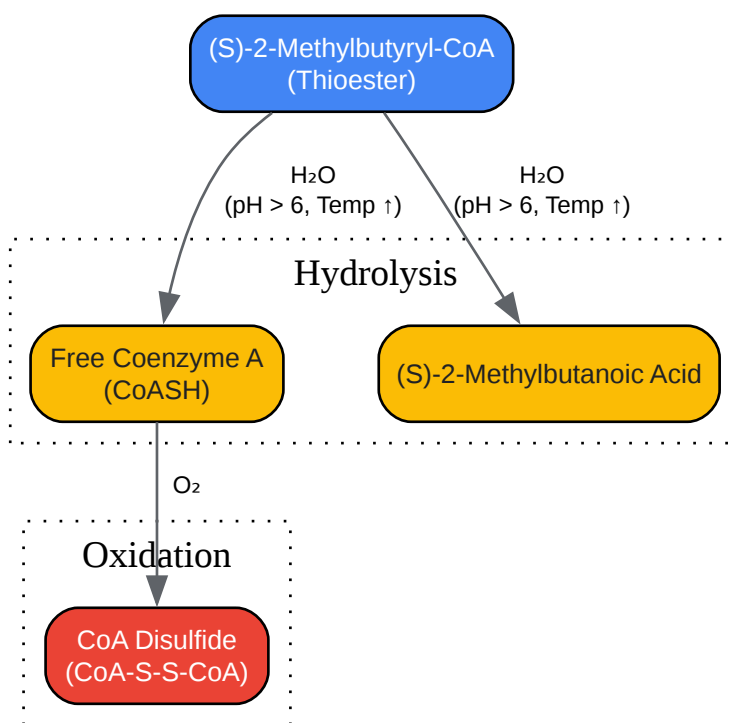 (S)-2-Methylbutyryl-CoA
(Thioester)
H₂O
(pH > 6, Temp ↑)
H₂O
(pH > 6, Temp ↑)
Hydrolysis
Free Coenzyme A
(CoASH)
(S)-2-Methylbutanoic Acid
O₂
Oxidation
CoA Disulfide
(CoA-S-S-CoA)